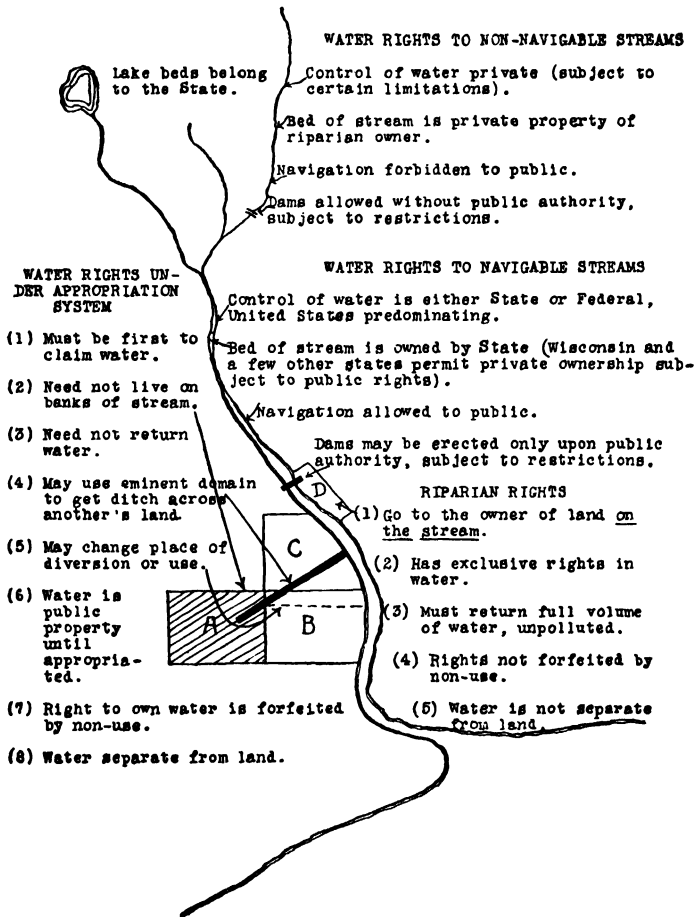 WATER RIGHTS TO NON-NAVIGABLE STREAMS
Lake beds belong
to the State.
Control of water private (subject to
certain limitations).
Bed of stream is private property of
riparian owner.
Navigation forbidden to public.
Dams allowed without public authority,
subject to restrictions.
WATER RIGHTS UN-
DER APPROPRIATION
SYSTEM
(1) Must be first to
claim water.
(2) Need not live on
banks of stream.
(3) Need not return
water.
(4) May use eminent domain
to get ditch across
another's land
(5) May change place of
diversion or use.
(6) Water is
public
property
until
appropria-
ted.
(7) Right to own water is forfeited
by non-use.
(8) Water separate from land.
WATER RIGHTS TO NAVIGABLE STREAMS
Control of water is either State or Federal,
United States predominating.
Bed of stream is owned by State (Wisconsin and
a few other states permit private ownership sub-
ject to public rights).
Navigation allowed to public.
Dams may be erected only upon public
authority, subject to restrictions.
D
RIPARIAN RIGHTS
(1) Go to the owner of land on
the stream.
(2) Has exclusive rights in
water.
(3) Must return full volume
of water, unpolluted.
(4) Rights not forfeited by
non-use.
(5) Water is not separate
from land.
C
A
B